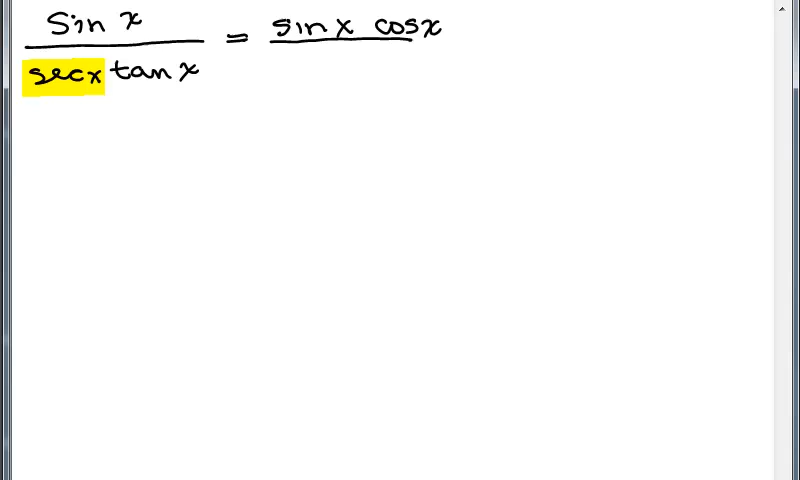 sin x = sin x cos x
sec x tan x